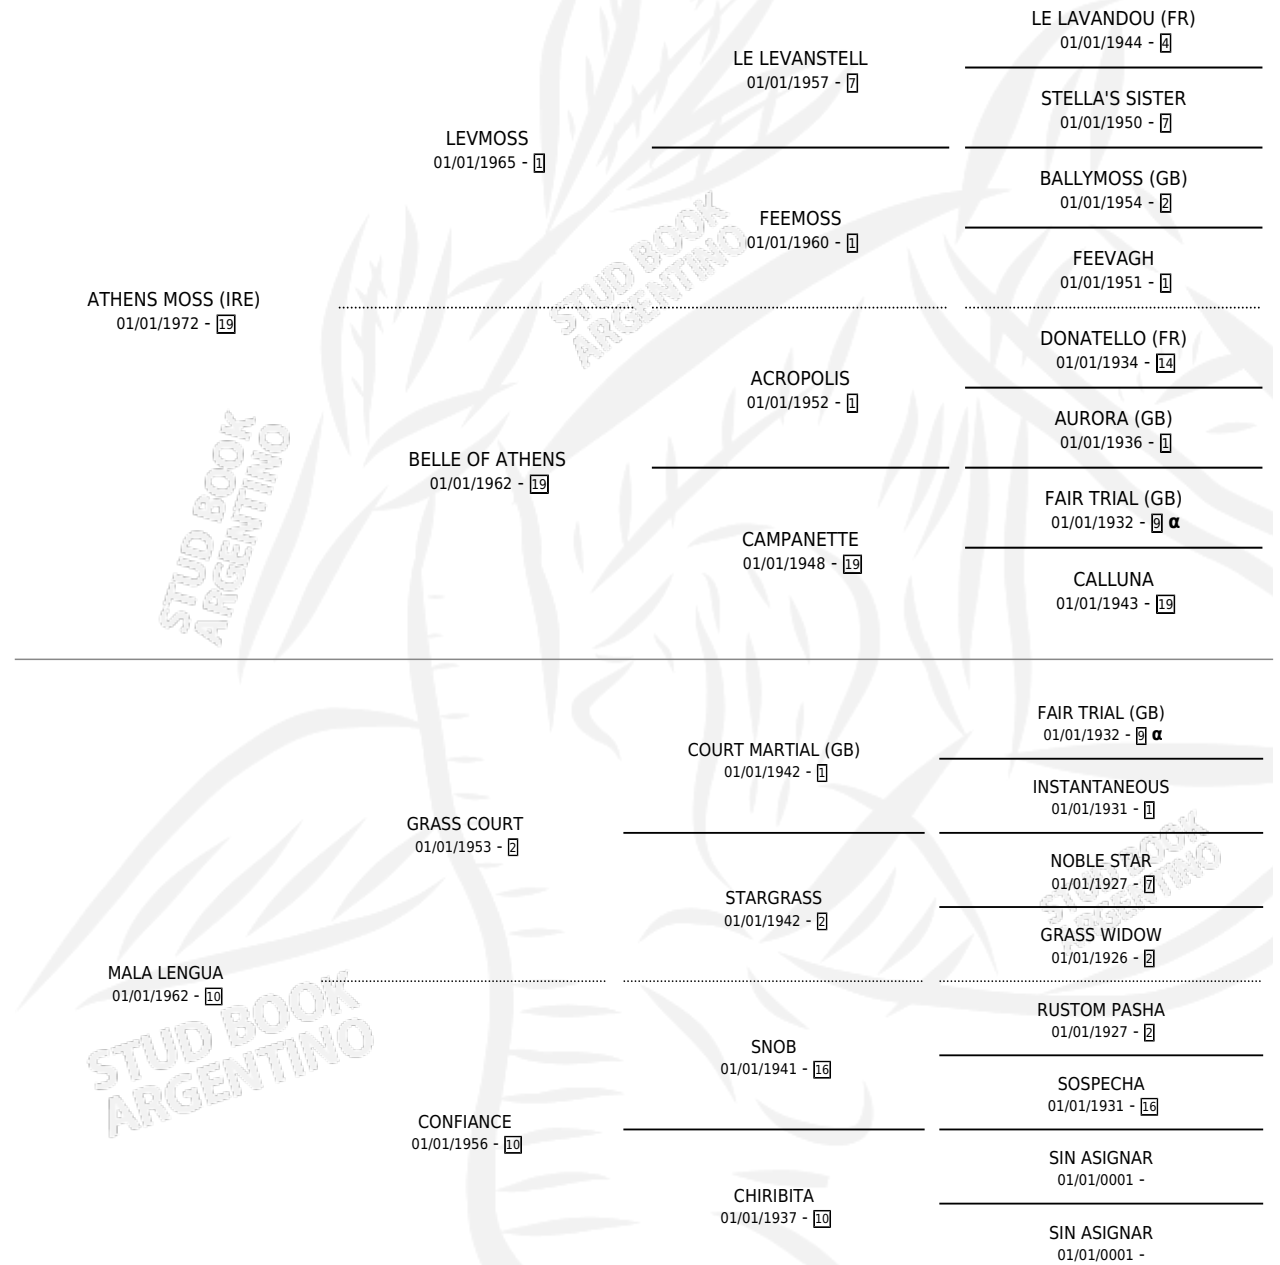 LE LAVANDOU (FR)
01/01/1944 - 4
LE LEVANSTELL
01/01/1957 - 7
STELLA'S SISTER
01/01/1950 - 7
LEVMOSS
01/01/1965 - 1
BALLYMOSS (GB)
01/01/1954 - 2
FEEMOSS
01/01/1960 - 1
FEEVAGH
01/01/1951 - 1
STUD BOOK
ARGENTINO
ATHENS MOSS (IRE)
01/01/1972 - 19
DONATELLO (FR)
01/01/1934 - 14
ACROPOLIS
01/01/1952 - 1
AURORA (GB)
01/01/1936 - 1
BELLE OF ATHENS
01/01/1962 - 19
FAIR TRIAL (GB)
01/01/1932 - 9 α
CAMPANETTE
01/01/1948 - 19
CALLUNA
01/01/1943 - 19
STUD BOOK
ARGENTINO
FAIR TRIAL (GB)
01/01/1932 - 9 α
COURT MARTIAL (GB)
01/01/1942 - 1
INSTANTANEOUS
01/01/1931 - 1
GRASS COURT
01/01/1953 - 2
NOBLE STAR
01/01/1927 - 7
STARGRASS
01/01/1942 - 2
GRASS WIDOW
01/01/1926 - 2
STUD BOOK
ARGENTINO
MALA LENGUA
01/01/1962 - 10
RUSTOM PASHA
01/01/1927 - 2
SNOB
01/01/1941 - 16
SOSPECHA
01/01/1931 - 16
STUD BOOK
ARGENTINO
CONFIANCE
01/01/1956 - 10
SIN ASIGNAR
01/01/0001 -
CHIRIBITA
01/01/1937 - 10
SIN ASIGNAR
01/01/0001 -